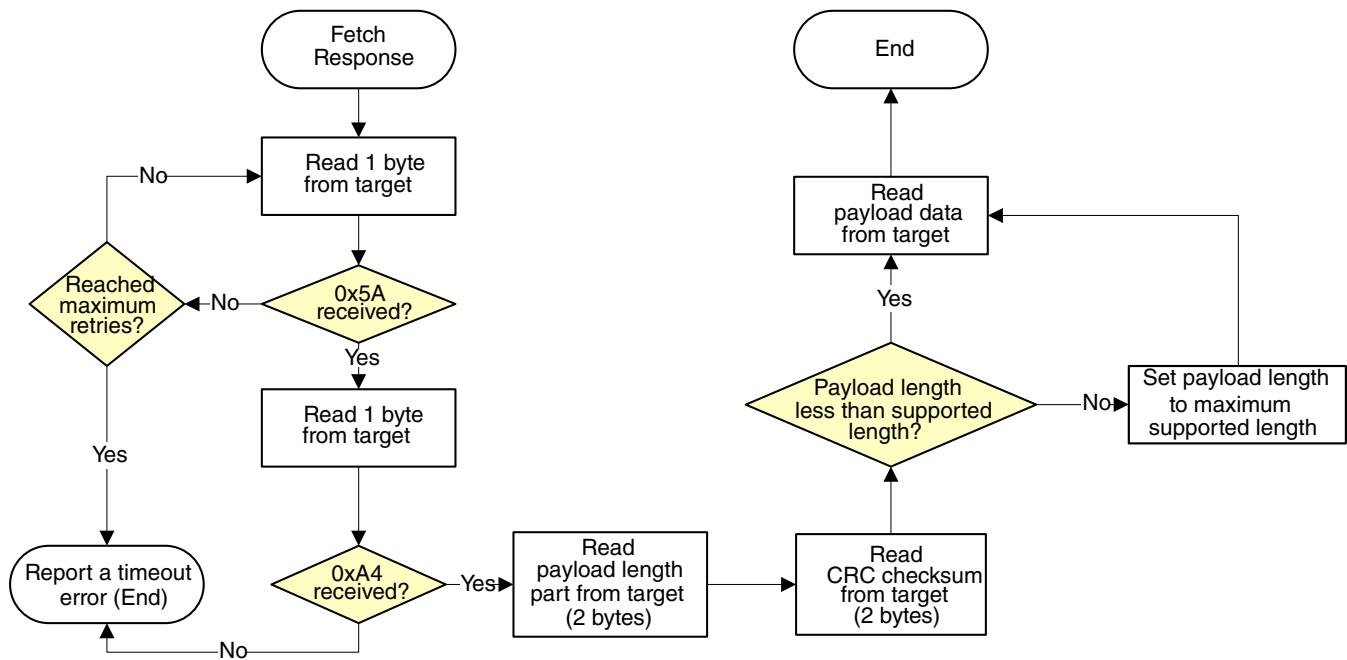 Fetch
Response
Read 1 byte
from target
No
Reached
maximum
retries?
No
0x5A
received?
Yes
Read 1 byte
from target
Yes
Report a timeout
error (End)
0xA4
received?
No
Yes
Read
payload length
part from target
(2 bytes)
Read
CRC checksum
from target
(2 bytes)
Payload length
less than supported
length?
No
Set payload length
to maximum
supported length
Yes
Read
payload data
from target
End